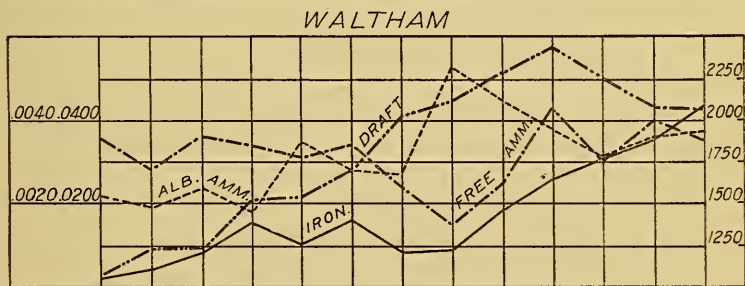 WALTHAM
2250
.0040.0400
DRAFT
2000
FREE AMM.
1750
ALB. AMM.
.0020.0200
IRON.
1500
1250